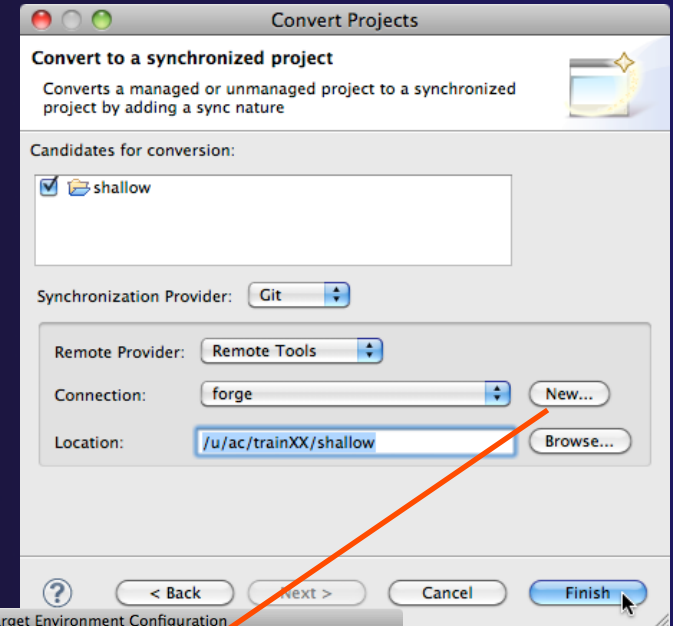 Convert Projects
Convert to a synchronized project
Converts a managed or unmanaged project to a synchronized
project by adding a sync nature
Candidates for conversion:
shallow
Synchronization Provider: Git
Remote Provider: Remote Tools
Connection: forge New...
Location: /u/ac/trainXX/shallow Browse...
? < Back Next > Cancel Finish
arget Environment Configuration